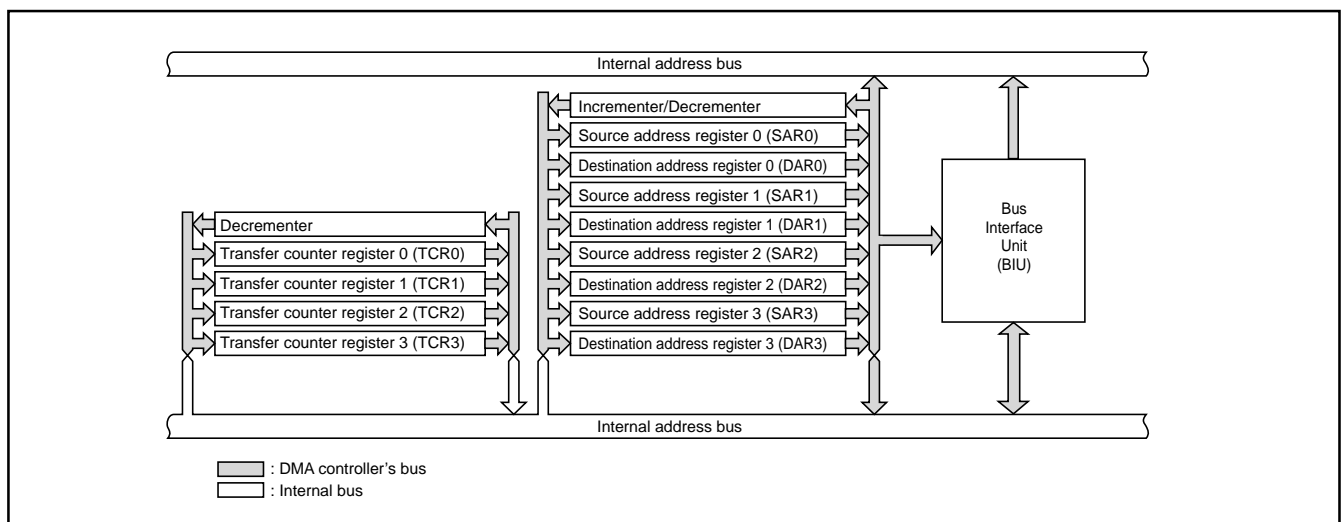 Internal address bus
Incrementer/Decrementer
Source address register 0 (SAR0)
Destination address register 0 (DAR0)
Source address register 1 (SAR1)
Destination address register 1 (DAR1)
Source address register 2 (SAR2)
Destination address register 2 (DAR2)
Source address register 3 (SAR3)
Destination address register 3 (DAR3)
Decrementer
Transfer counter register 0 (TCR0)
Transfer counter register 1 (TCR1)
Transfer counter register 2 (TCR2)
Transfer counter register 3 (TCR3)
Bus
Interface
Unit
(BIU)
Internal address bus
: DMA controller's bus
: Internal bus